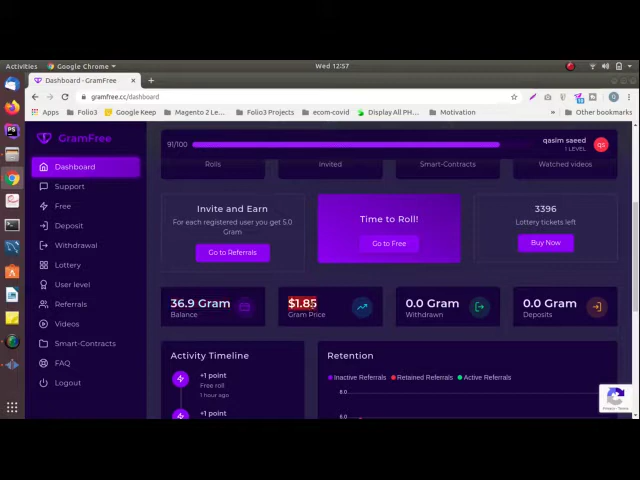 Activities
Google Chrome
Wed 12:57
Dashboard - GramFree
gramfree.cc/dashboard
Apps
Folio3
Google Keep
Magento 2 L
Folio3 Projects
ecom-covid
Display All PH...
Motivation
Other bookmarks
GramFree
91/100
qasim saeed
1 LEVEL
qs
Dashboard
Support
Free
Deposit
Withdrawal
Lottery
User level
Referrals
Videos
Smart-Contracts
FAQ
Logout
Rolls
Invited
Smart-Contracts
Watched videos
Invite and Earn
For each registered user you get 5.0
Gram
Go to Referrals
Time to Roll!
Go to Free
3396
Lottery tickets left
Buy Now
36.9 Gram
Balance
$1.85
Gram Price
0.0 Gram
Withdrawn
0.0 Gram
Deposits
Activity Timeline
+1 point
Free roll
1 hour ago
+1 point
Retention
Inactive Referrals
Retained Referrals
Active Referrals
8.0
6.0
Privacy - Terms